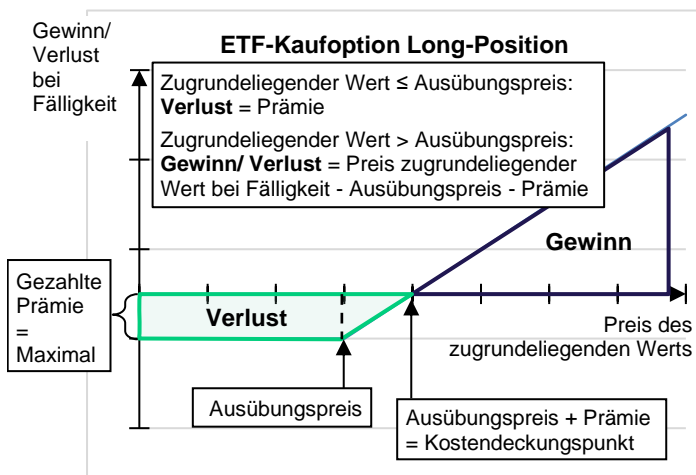 Gewinn/
Verlust
bei
Fälligkeit
ETF-Kaufoption Long-Position
Zugrundeliegender Wert ≤ Ausübungspreis:
Verlust = Prämie
Zugrundeliegender Wert > Ausübungspreis:
Gewinn/ Verlust = Preis zugrundeliegender
Wert bei Fälligkeit - Ausübungspreis - Prämie
Gewinn
Gezahlte
Prämie
=
Maximal
Verlust
Preis des
zugrundeliegenden Werts
Ausübungspreis
Ausübungspreis + Prämie
= Kostendeckungspunkt